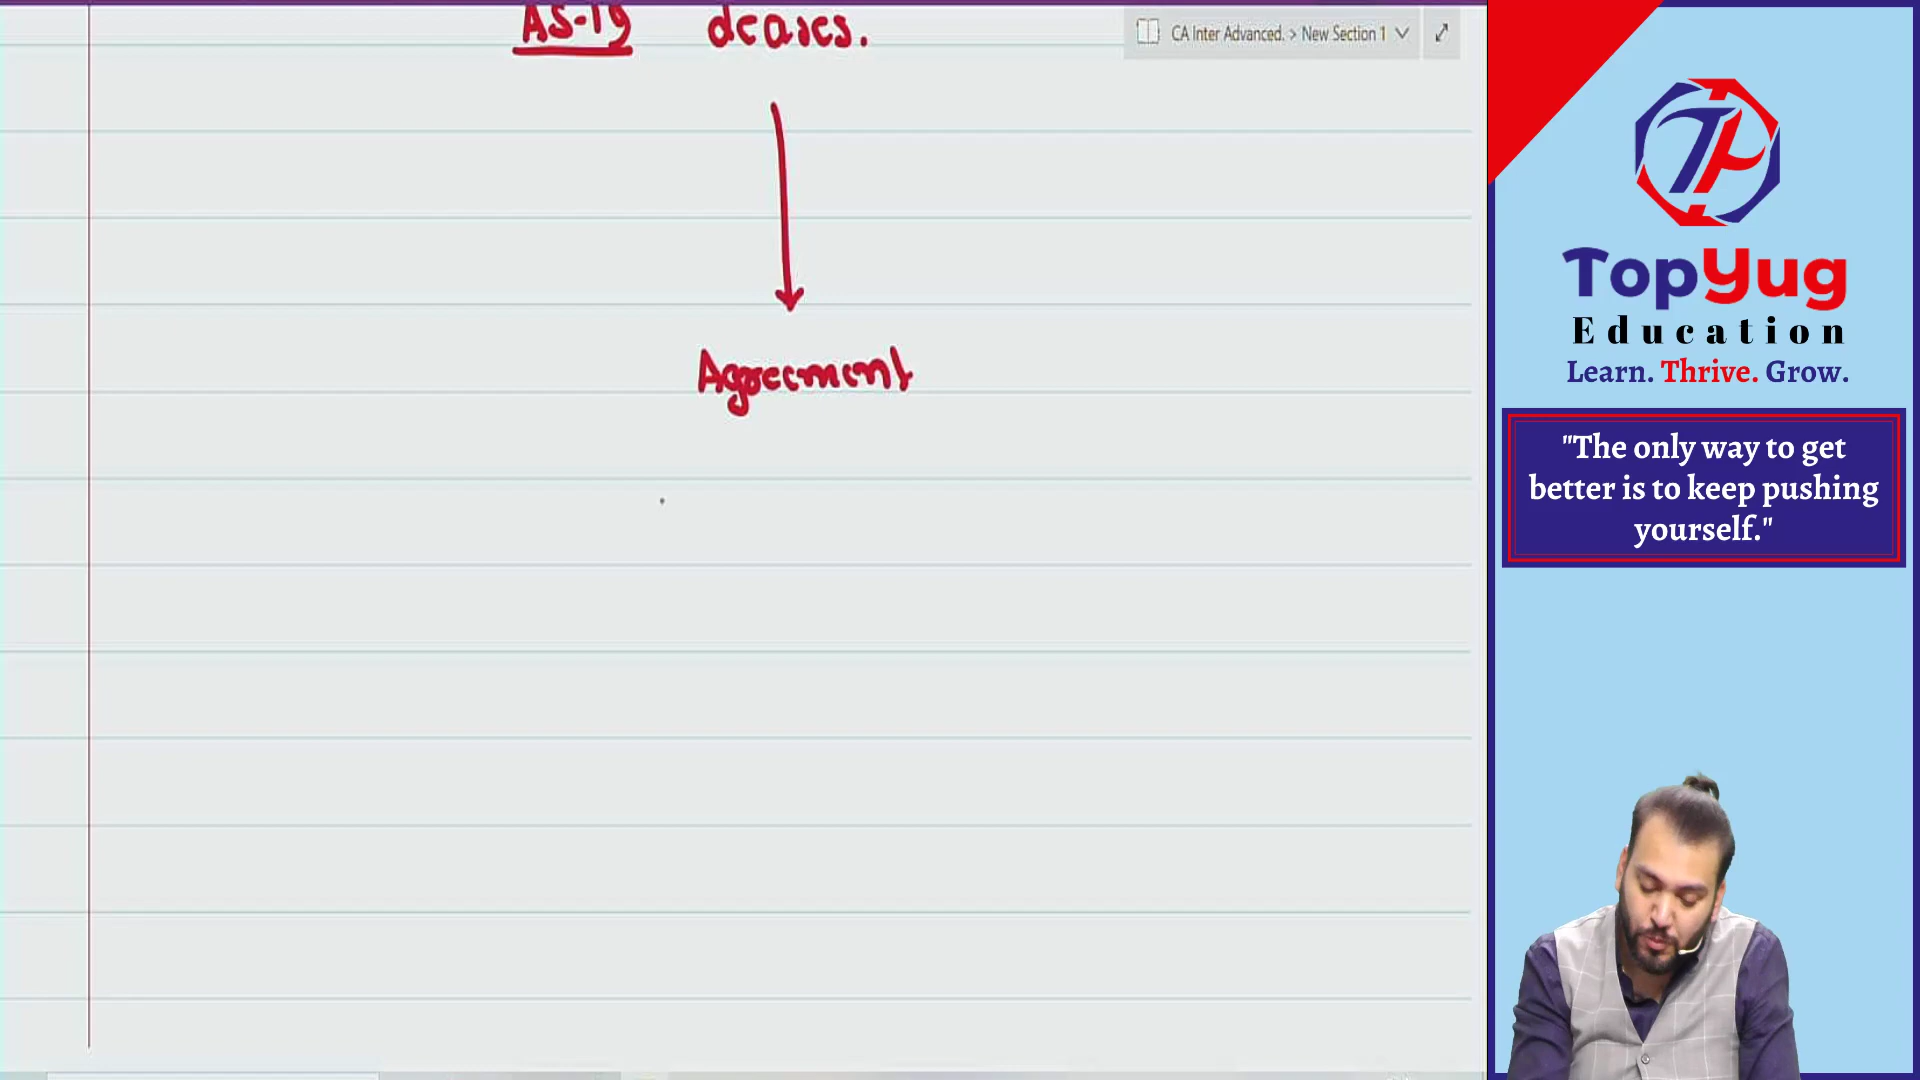 AS-19 Leases.
CA Inter Advanced. > New Section 1
Agreement
TopYug
Education
Learn. Thrive. Grow.
"The only way to get
better is to keep pushing
yourself."